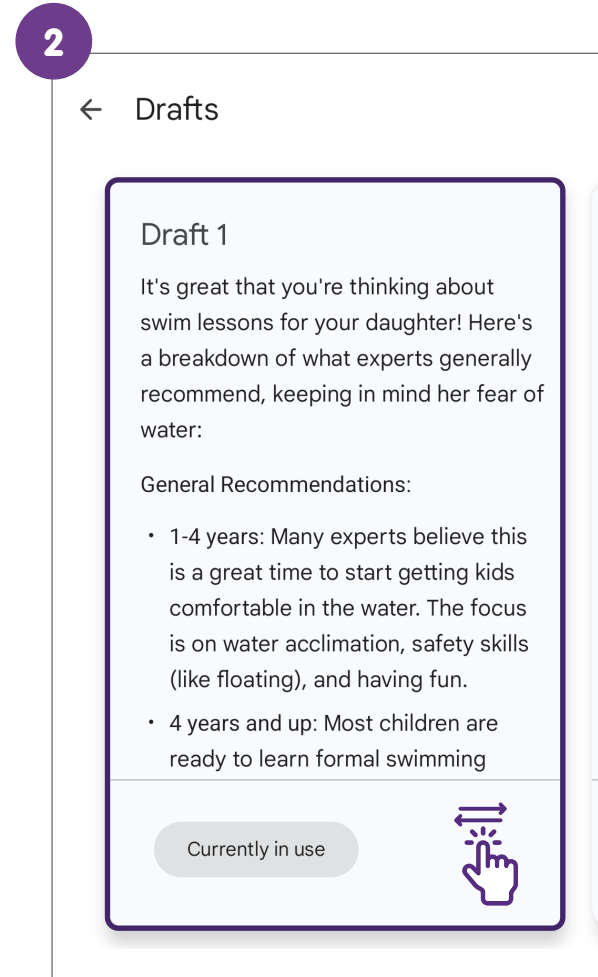 2
Drafts
Draft 1
It's great that you're thinking about
swim lessons for your daughter! Here's
a breakdown of what experts generally
recommend, keeping in mind her fear of
water:
General Recommendations:
• 1-4 years: Many experts believe this
is a great time to start getting kids
comfortable in the water. The focus
is on water acclimation, safety skills
(like floating), and having fun.
• 4 years and up: Most children are
ready to learn formal swimming
Currently in use